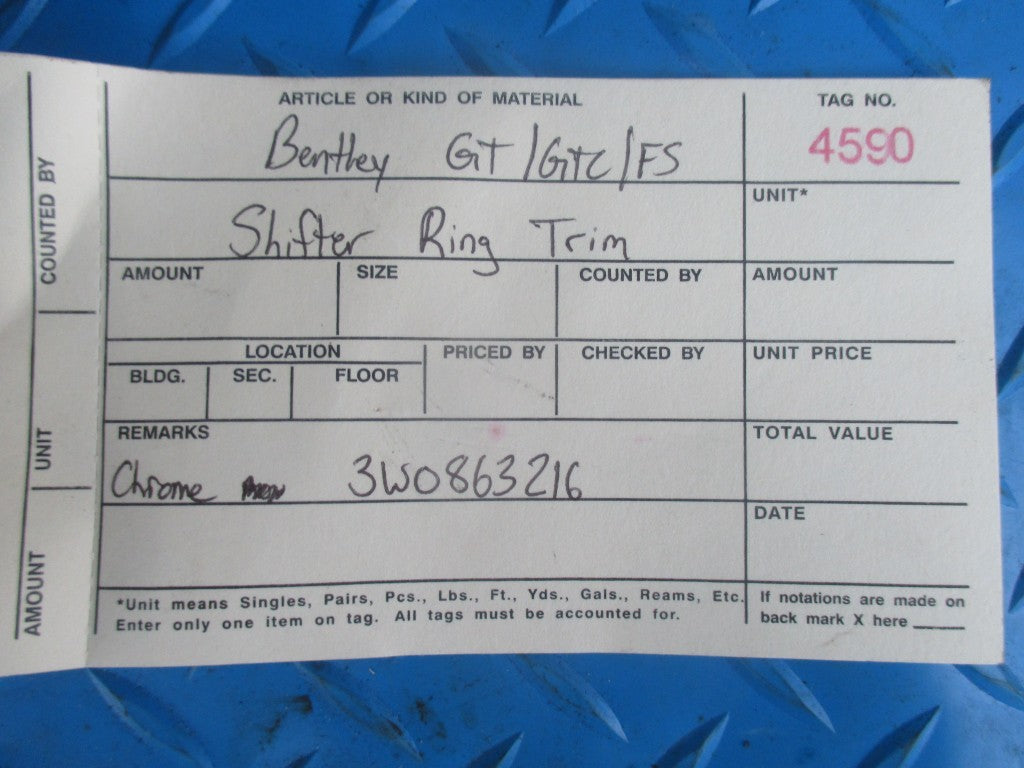 ARTICLE OR KIND OF MATERIAL
TAG NO.
Bentley GT/GTC/FS
4590
UNIT*
Shifter Ring Trim
AMOUNT
SIZE
COUNTED BY
AMOUNT
LOCATION
BLDG.
SEC.
FLOOR
PRICED BY
CHECKED BY
UNIT PRICE
REMARKS
TOTAL VALUE
Chrome 3W0863216
DATE
*Unit means Singles, Pairs, Pcs., Lbs., Ft., Yds., Gals., Reams, Etc.
Enter only one item on tag. All tags must be accounted for.
If notations are made on
back mark X here
COUNTED BY
UNIT
AMOUNT